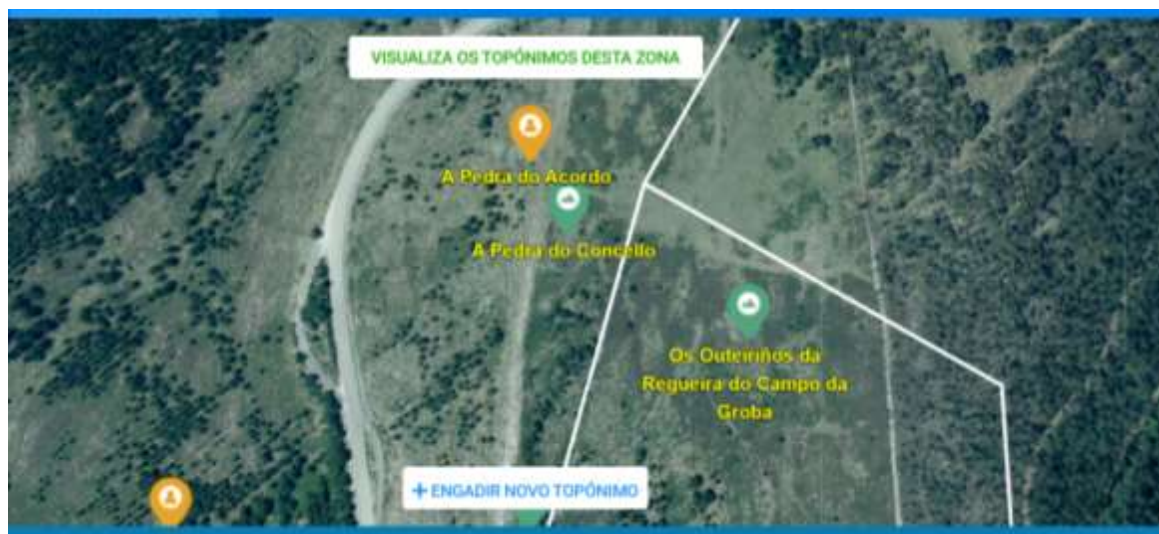 VISUALIZA OS TOPÓNIMOS DESTA ZONA
A Pedra do Acordo
A Pedra do Concello
Os Outeiriños da
Regueira do Campo da
Groba
+ ENGADIR NOVO TOPÓNIMO